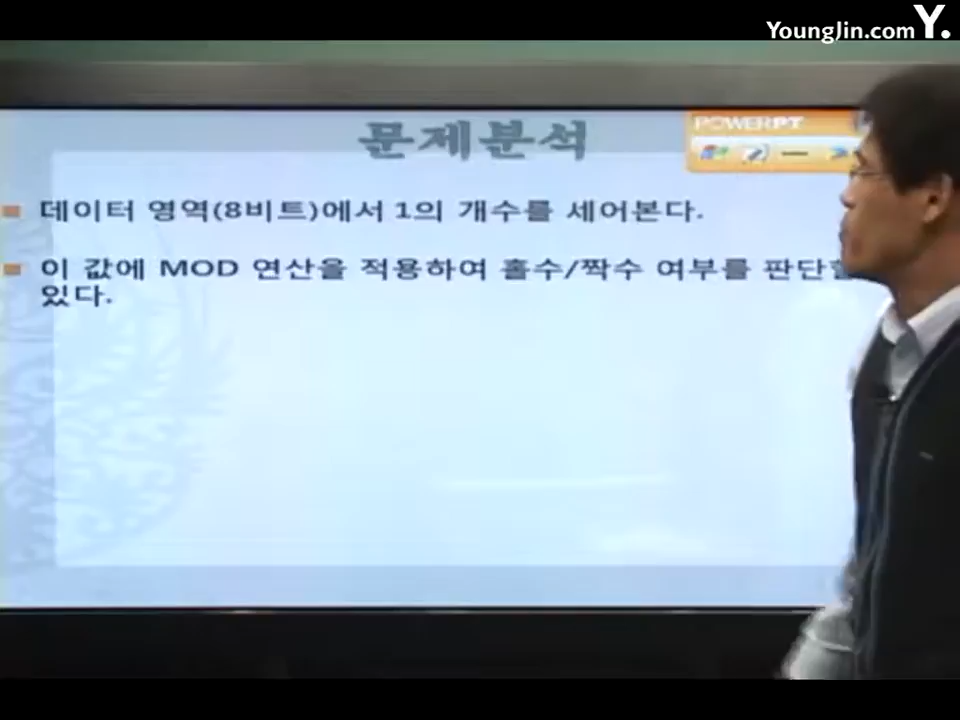 YoungJin.com Y.
문제분석
POWERPT
데이터 영역(8비트)에서 1의 개수를 세어본다.
이 값에 MOD 연산을 적용하여 홀수/짝수 여부를 판단할
있다.